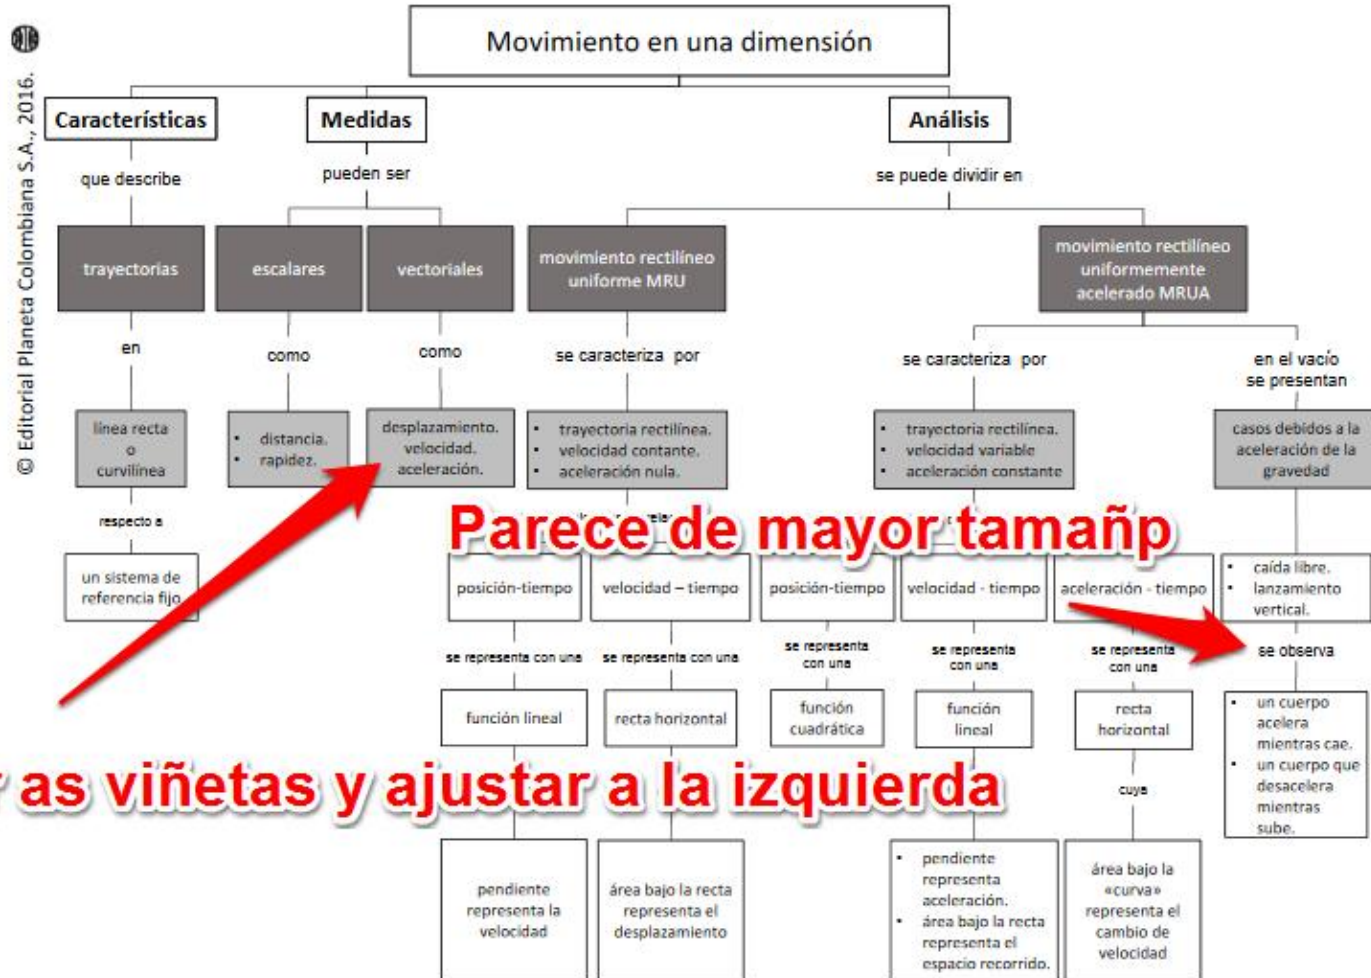 © Editorial Planeta Colombiana S.A., 2016.
Movimiento en una dimensión
Características
Medidas
Análisis
que describe
pueden ser
se puede dividir en
trayectorias
escalares
vectoriales
movimiento rectilíneo
uniforme MRU
movimiento rectilíneo
uniformemente
acelerado MRUA
en
como
como
se caracteriza por
se caracteriza por
en el vacío
se presentan
línea recta
o
curvilínea
• distancia.
• rapidez.
desplazamiento.
velocidad.
aceleración.
• trayectoria rectilínea.
• velocidad contante.
• aceleración nula.
• trayectoria rectilínea.
• velocidad variable
• aceleración constante
casos debidos a la
aceleración de la
gravedad
respecto a
Parece de mayor tamañp
un sistema de
referencia fijo
posición-tiempo
velocidad – tiempo
posición-tiempo
velocidad - tiempo
aceleración - tiempo
• caída libre.
• lanzamiento
vertical.
se representa con una
se representa con una
se representa
con una
se representa
con una
se representa
con una
se observa
función lineal
recta horizontal
función
cuadrática
función
lineal
recta
horizontal
• un cuerpo
acelera
mientras cae.
• un cuerpo que
desacelera
mientras
sube.
as viñetas y ajustar a la izquierda
cuya
pendiente
representa la
velocidad
área bajo la recta
representa el
desplazamiento
• pendiente
representa
aceleración.
• área bajo la recta
representa el
espacio recorrido.
área bajo la
«curva»
representa el
cambio de
velocidad